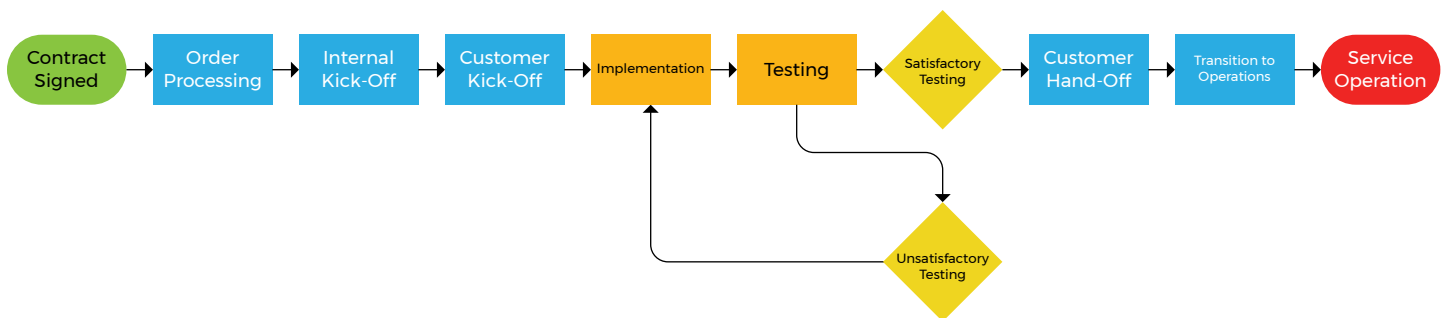 Contract
Signed
Order
Processing
Internal
Kick-Off
Customer
Kick-Off
Implementation
Testing
Satisfactory
Testing
Customer
Hand-Off
Transition to
Operations
Service
Operation
Unsatisfactory
Testing